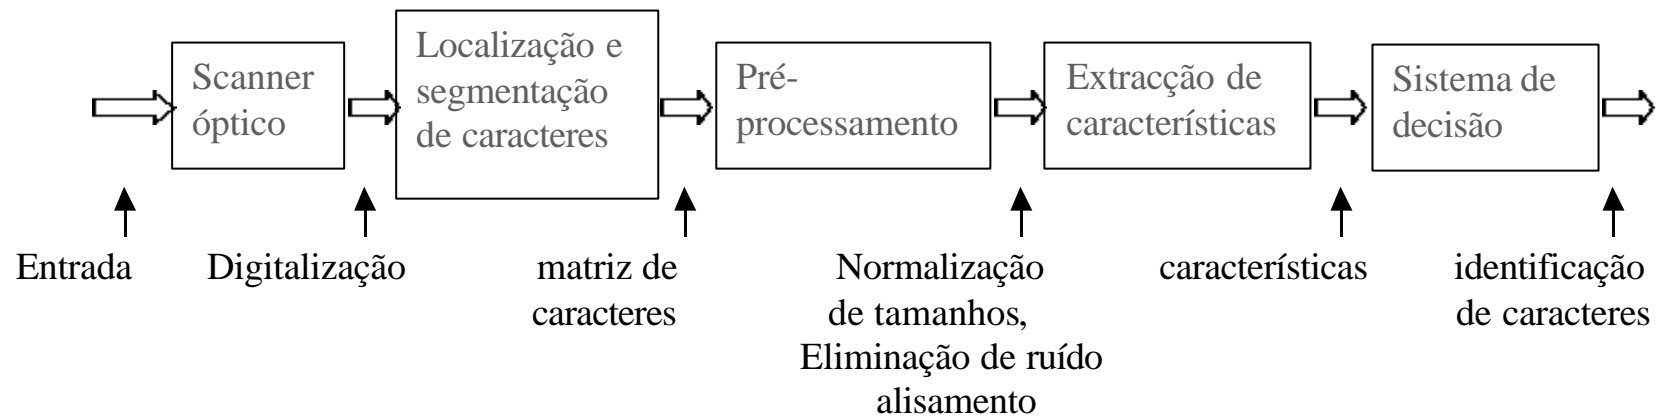 Scanner
óptico
Localização e
segmentação
de caracteres
Pré-
processamento
Extracção de
características
Sistema de
decisão
Entrada
Digitalização
matriz de
caracteres
Normalização
de tamanhos,
Eliminação de ruído
alisamento
características
identificação
de caracteres